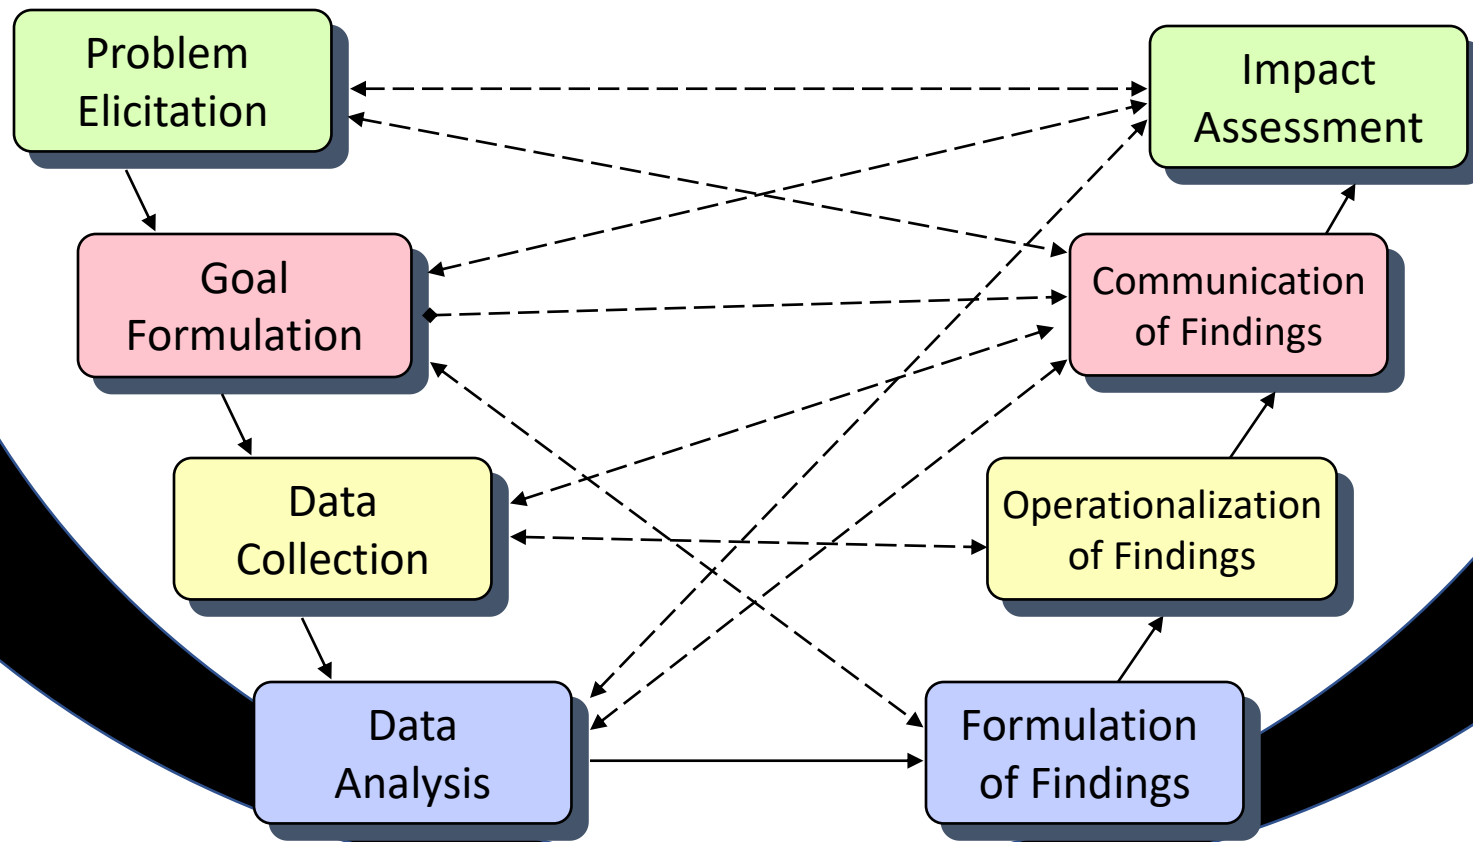 Problem
Elicitation
Impact
Assessment
Goal
Formulation
Communication
of Findings
Data
Collection
Operationalization
of Findings
Data
Analysis
Formulation
of Findings